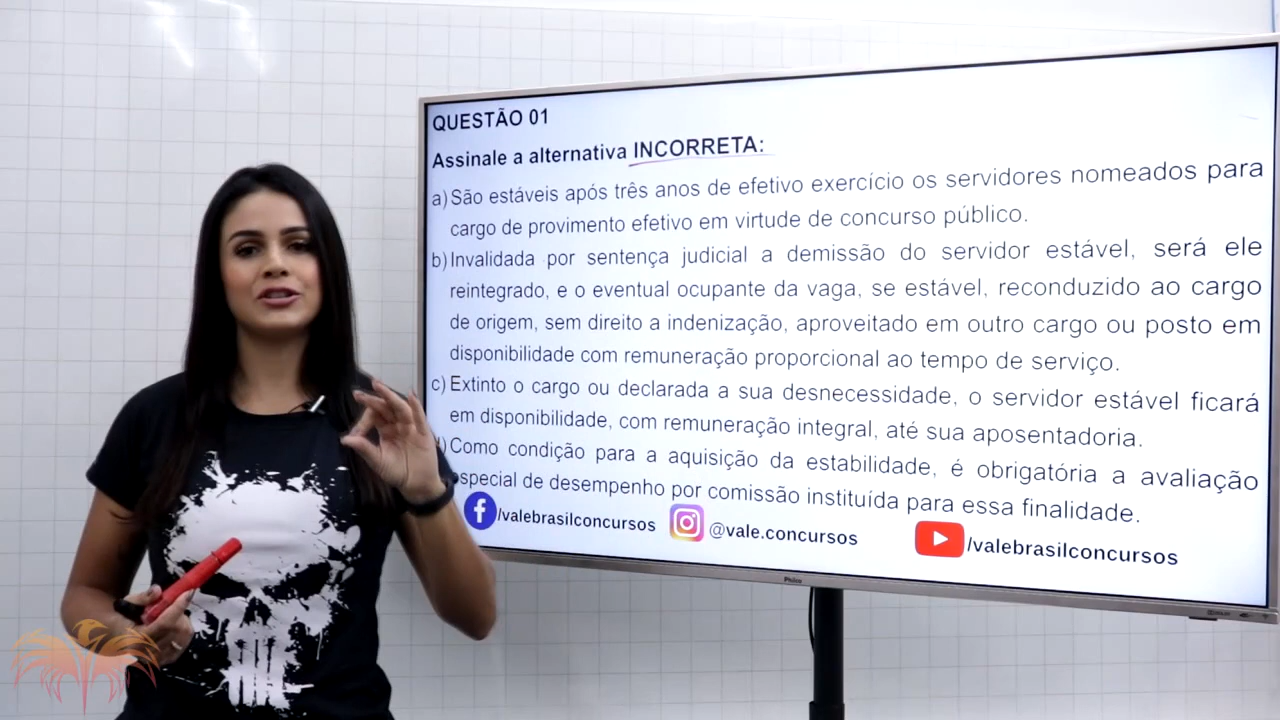 QUESTÃO 01
Assinale a alternativa INCORRETA:
a) São estáveis após três anos de efetivo exercício os servidores nomeados para
cargo de provimento efetivo em virtude de concurso público.
b) Invalidada por sentença judicial a demissão do servidor estável, será ele
reintegrado, e o eventual ocupante da vaga, se estável, reconduzido ao cargo
de origem, sem direito a indenização, aproveitado em outro cargo ou posto em
disponibilidade com remuneração proporcional ao tempo de serviço.
c) Extinto o cargo ou declarada a sua desnecessidade, o servidor estável ficará
em disponibilidade, com remuneração integral, até sua aposentadoria.
) Como condição para a aquisição da estabilidade, é obrigatória a avaliação
special de desempenho por comissão instituída para essa finalidade.
/valebrasilconcursos @vale.concursos /valebrasilconcursos
Philco